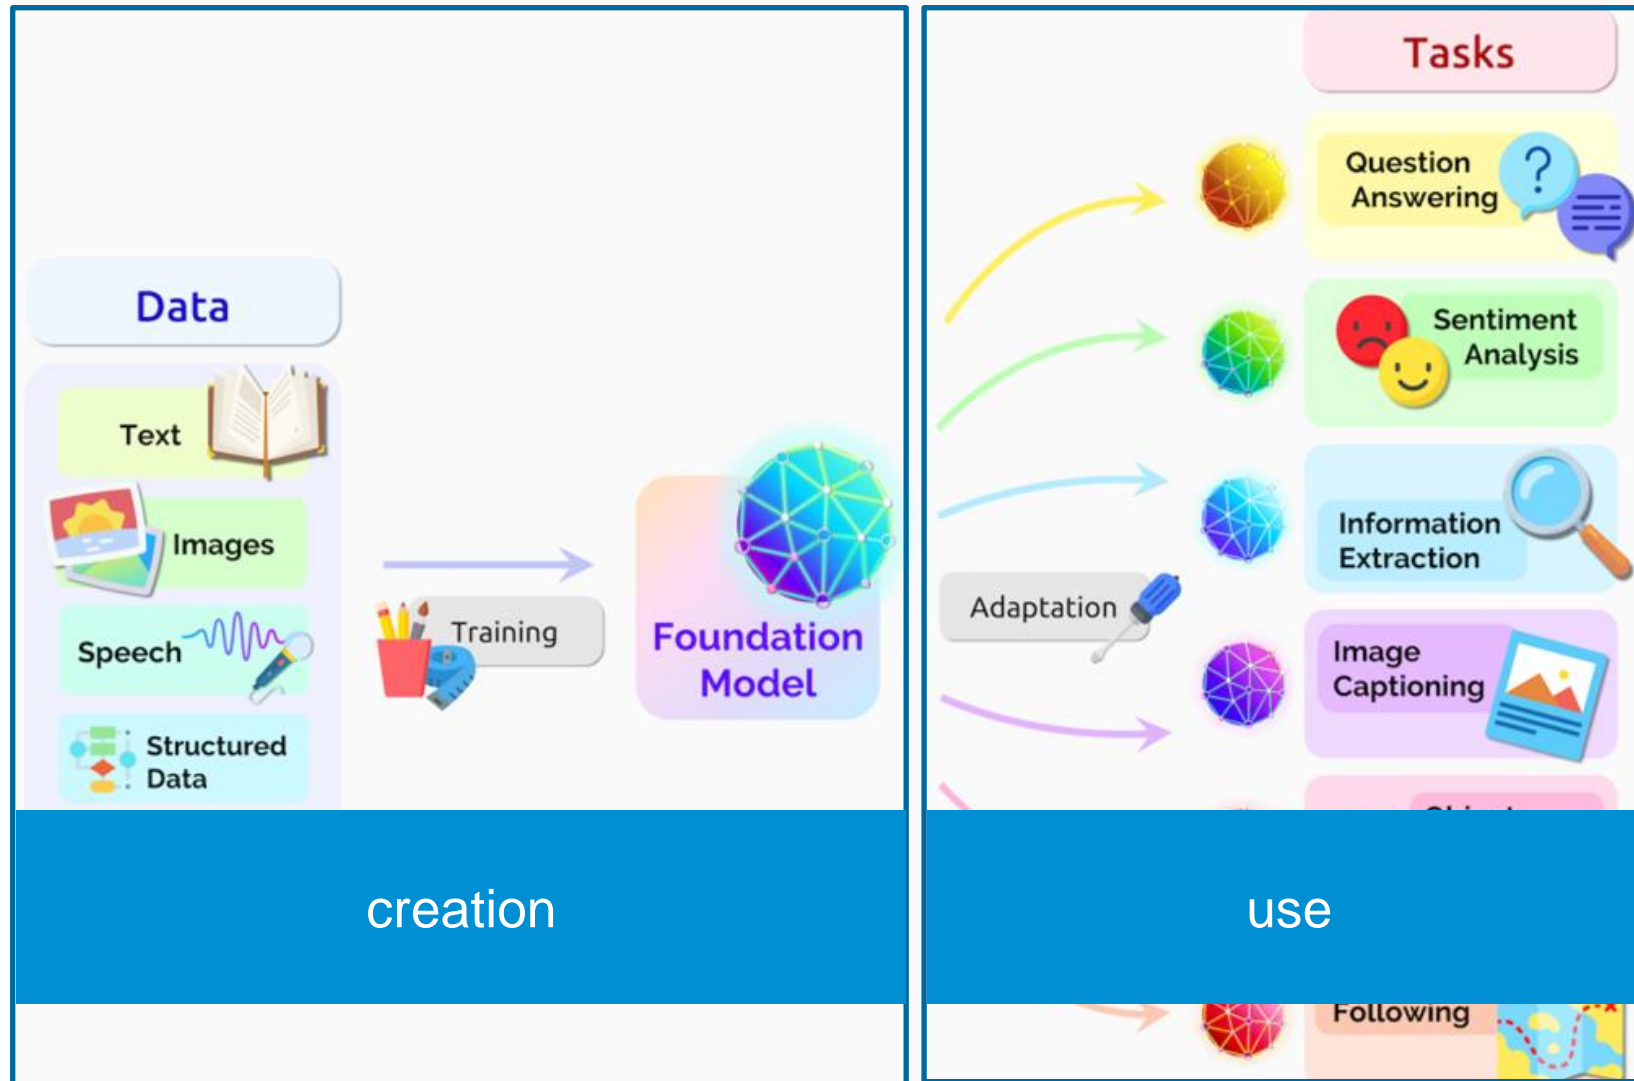 Data
Text
Images
Speech
Structured
Data
Training
Foundation
Model
creation
Tasks
Question
Answering
Sentiment
Analysis
Information
Extraction
Adaptation
Image
Captioning
use
Following